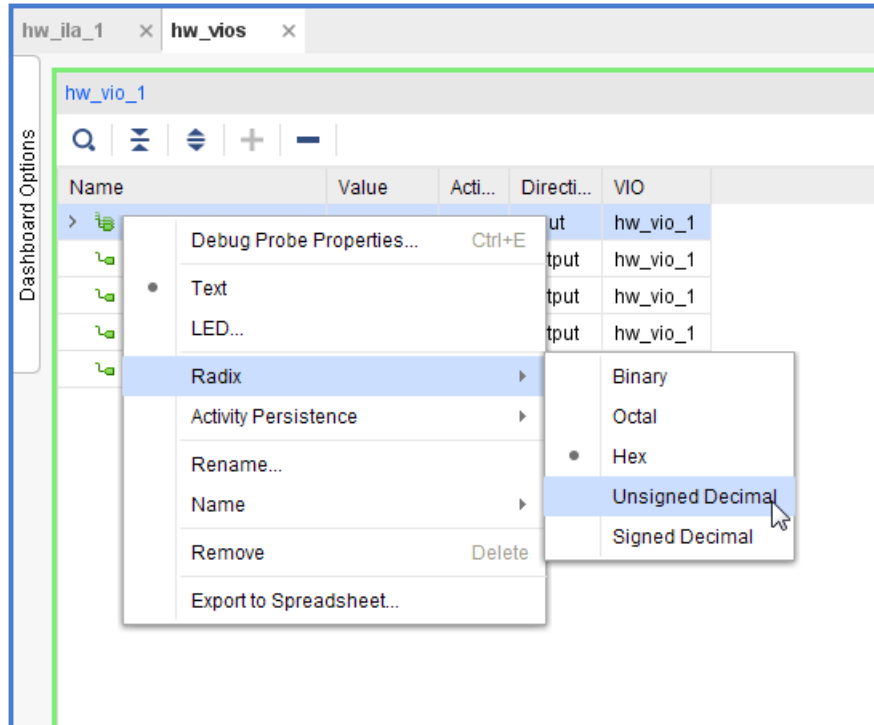 hw_ila_1 × hw_vios ×
Dashboard Options
hw_vio_1
Name Value Acti... Directi... VIO
ut hw_vio_1
tput hw_vio_1
tput hw_vio_1
tput hw_vio_1
Debug Probe Properties... Ctrl+E
Text
LED...
Radix
Activity Persistence
Rename...
Name
Remove Delete
Export to Spreadsheet...
Binary
Octal
Hex
Unsigned Decimal
Signed Decimal